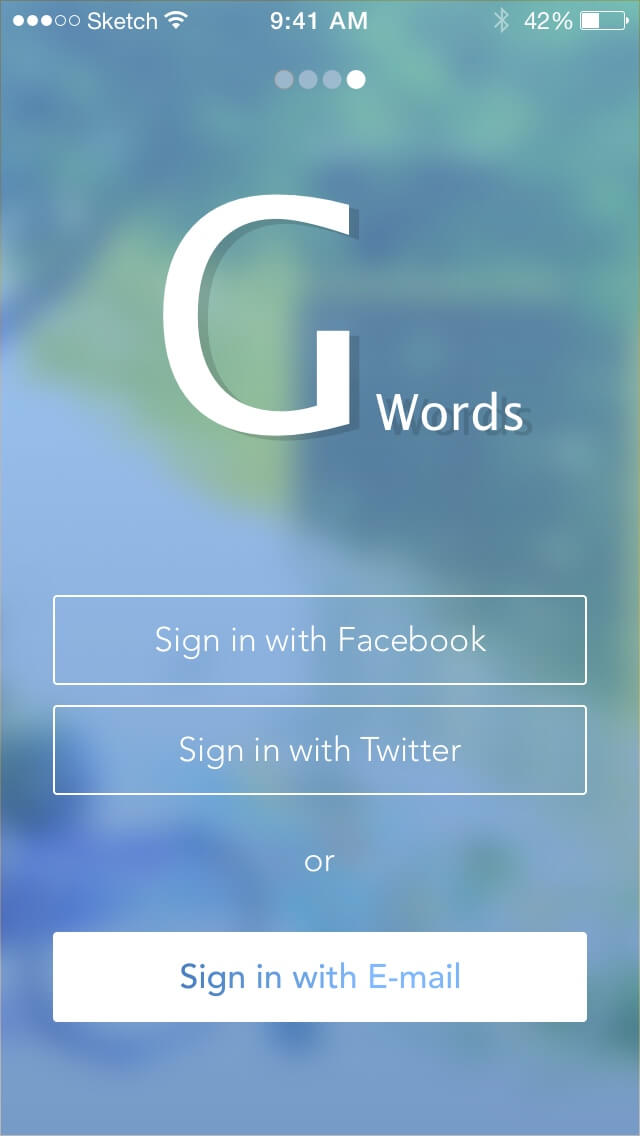 Sketch 9:41 AM 42%
G Words
Sign in with Facebook
Sign in with Twitter
or
Sign in with E-mail